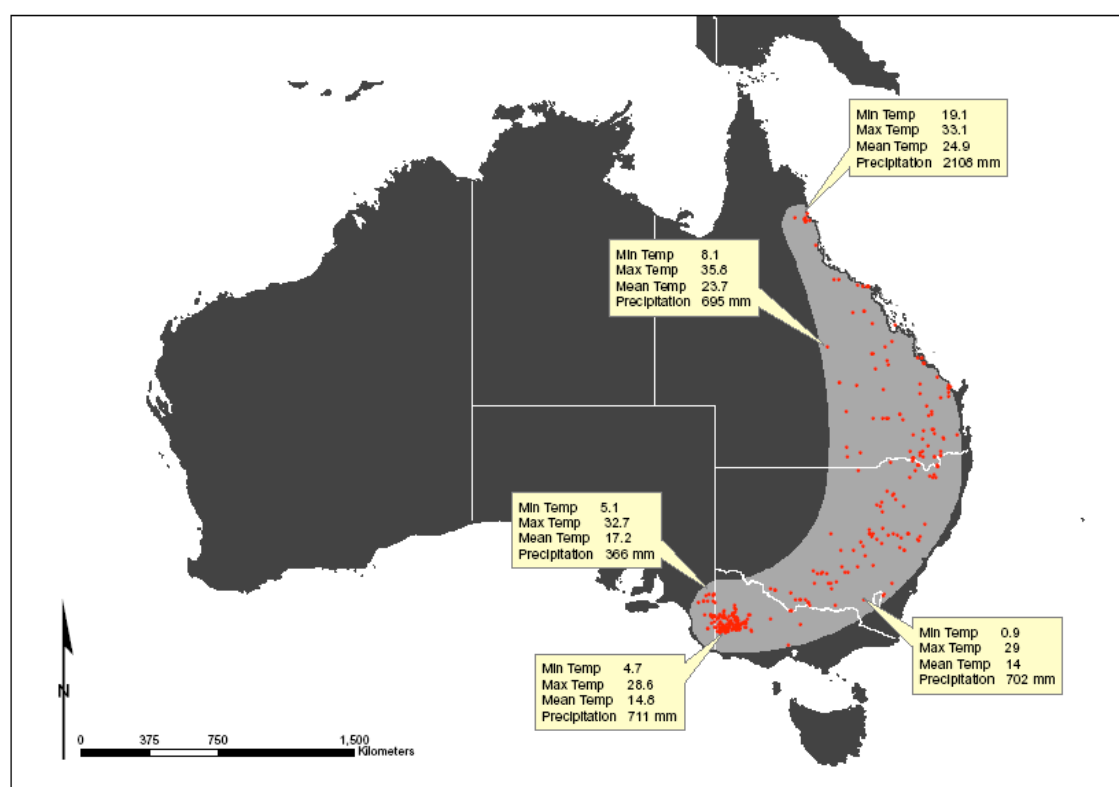 Min Temp 19.1
Max Temp 33.1
Mean Temp 24.9
Precipitation 2108 mm
Min Temp 8.1
Max Temp 35.8
Mean Temp 23.7
Precipitation 695 mm
Min Temp 5.1
Max Temp 32.7
Mean Temp 17.2
Precipitation 366 mm
Min Temp 0.9
Max Temp 29
Mean Temp 14
Precipitation 702 mm
Min Temp 4.7
Max Temp 28.6
Mean Temp 14.8
Precipitation 711 mm
N
0 375 750 1,500
Kilometers